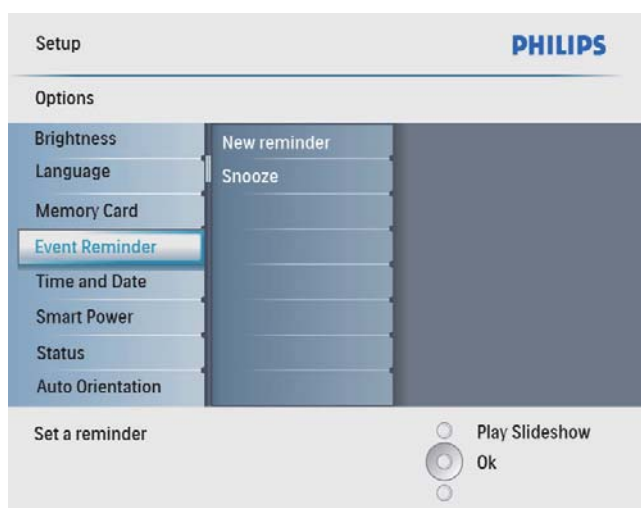 Setup
PHILIPS
Options
Brightness
Language
Memory Card
Event Reminder
Time and Date
Smart Power
Status
Auto Orientation
New reminder
Snooze
Set a reminder
Play Slideshow
Ok